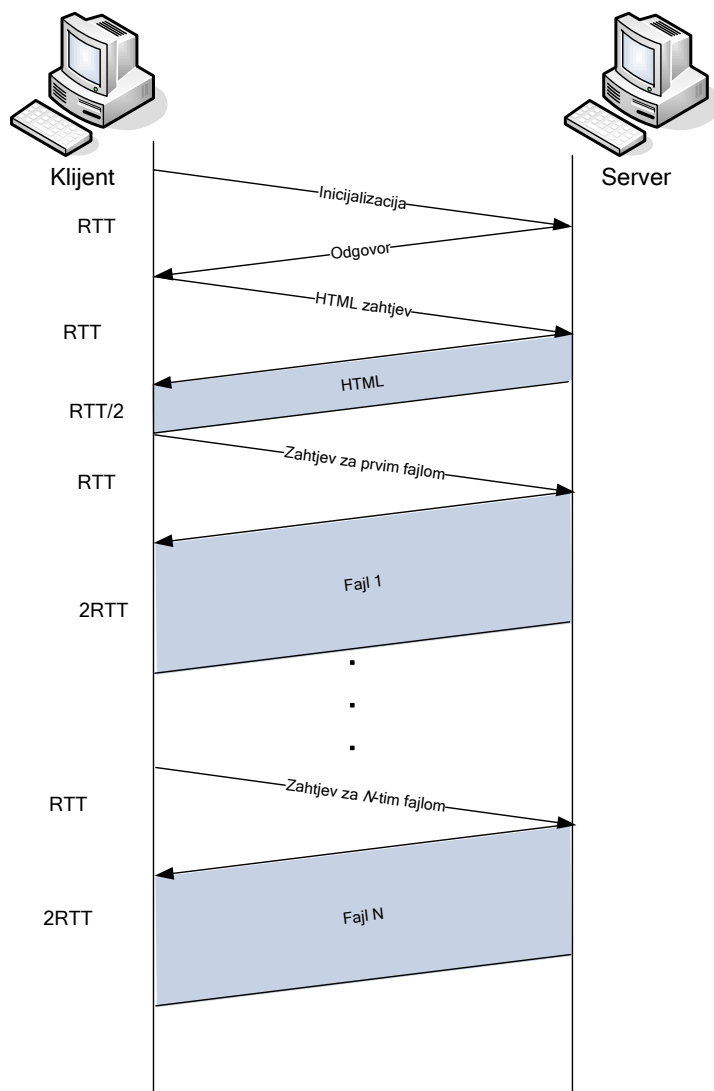 Klijent
Server
Inicijalizacija
RTT
Odgovor
HTML zahtjev
RTT
HTML
RTT/2
Zahtjev za prvim fajlom
RTT
Fajl 1
2RTT
Zahtjev za N-tim fajlom
RTT
Fajl N
2RTT